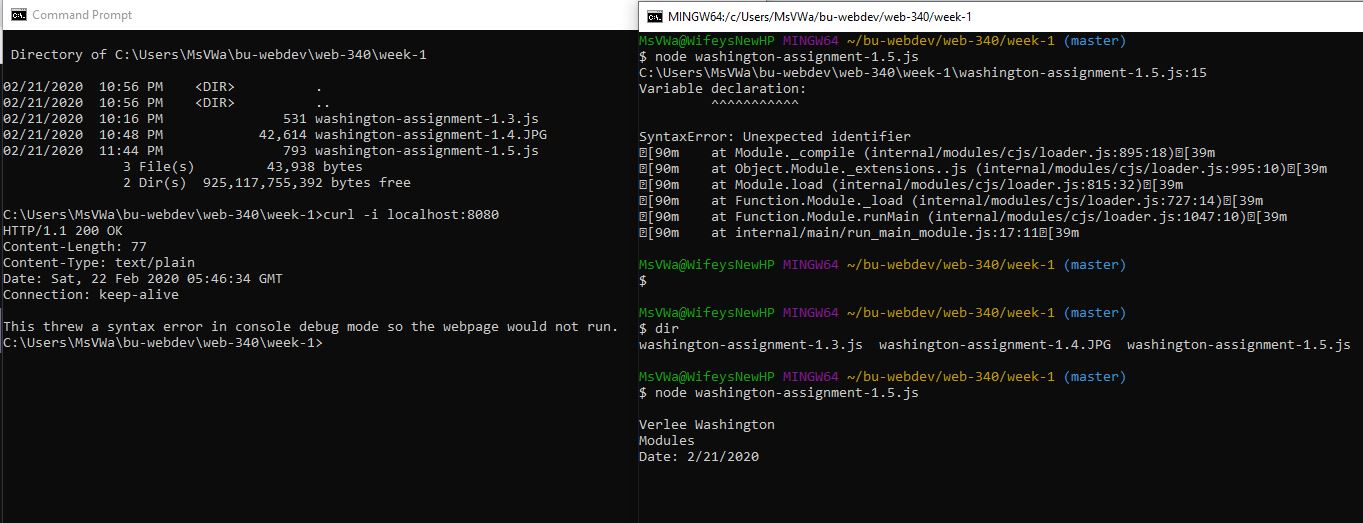 Command Prompt
Directory of C:\Users\MsVWa\bu-webdev\web-340\week-1
02/21/2020  10:56 PM    <DIR>          .
02/21/2020  10:56 PM    <DIR>          ..
02/21/2020  10:16 PM               531 washington-assignment-1.3.js
02/21/2020  10:48 PM            42,614 washington-assignment-1.4.JPG
02/21/2020  11:44 PM               793 washington-assignment-1.5.js
3 File(s)         43,938 bytes
2 Dir(s)  925,117,755,392 bytes free
C:\Users\MsVWa\bu-webdev\web-340\week-1>curl -i localhost:8080
HTTP/1.1 200 OK
Content-Length: 77
Content-Type: text/plain
Date: Sat, 22 Feb 2020 05:46:34 GMT
Connection: keep-alive
This threw a syntax error in console debug mode so the webpage would not run.
C:\Users\MsVWa\bu-webdev\web-340\week-1>
MINGW64:/c/Users/MsVWa/bu-webdev/web-340/week-1
MsVWa@WifeysNewHP MINGW64 ~/bu-webdev/web-340/week-1 (master)
$ node washington-assignment-1.5.js
C:\Users\MsVWa\bu-webdev\web-340\week-1\washington-assignment-1.5.js:15
Variable declaration:
^^^^^^^^^^^
SyntaxError: Unexpected identifier
[90m    at Module._compile (internal/modules/cjs/loader.js:895:18)[39m
[90m    at Object.Module._extensions..js (internal/modules/cjs/loader.js:995:10)[39m
[90m    at Module.load (internal/modules/cjs/loader.js:815:32)[39m
[90m    at Function.Module._load (internal/modules/cjs/loader.js:727:14)[39m
[90m    at Function.Module.runMain (internal/modules/cjs/loader.js:1047:10)[39m
[90m    at internal/main/run_main_module.js:17:11[39m
MsVWa@WifeysNewHP MINGW64 ~/bu-webdev/web-340/week-1 (master)
$
MsVWa@WifeysNewHP MINGW64 ~/bu-webdev/web-340/week-1 (master)
$ dir
washington-assignment-1.3.js  washington-assignment-1.4.JPG  washington-assignment-1.5.js
MsVWa@WifeysNewHP MINGW64 ~/bu-webdev/web-340/week-1 (master)
$ node washington-assignment-1.5.js
Verlee Washington
Modules
Date: 2/21/2020